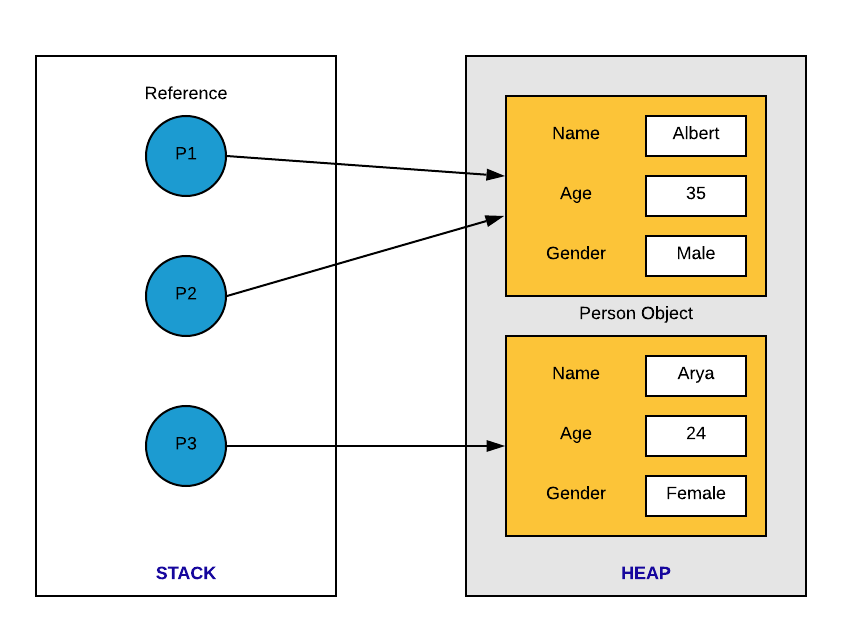 Reference
P1
P2
P3
STACK
Name
Albert
Age
35
Gender
Male
Person Object
Name
Arya
Age
24
Gender
Female
HEAP